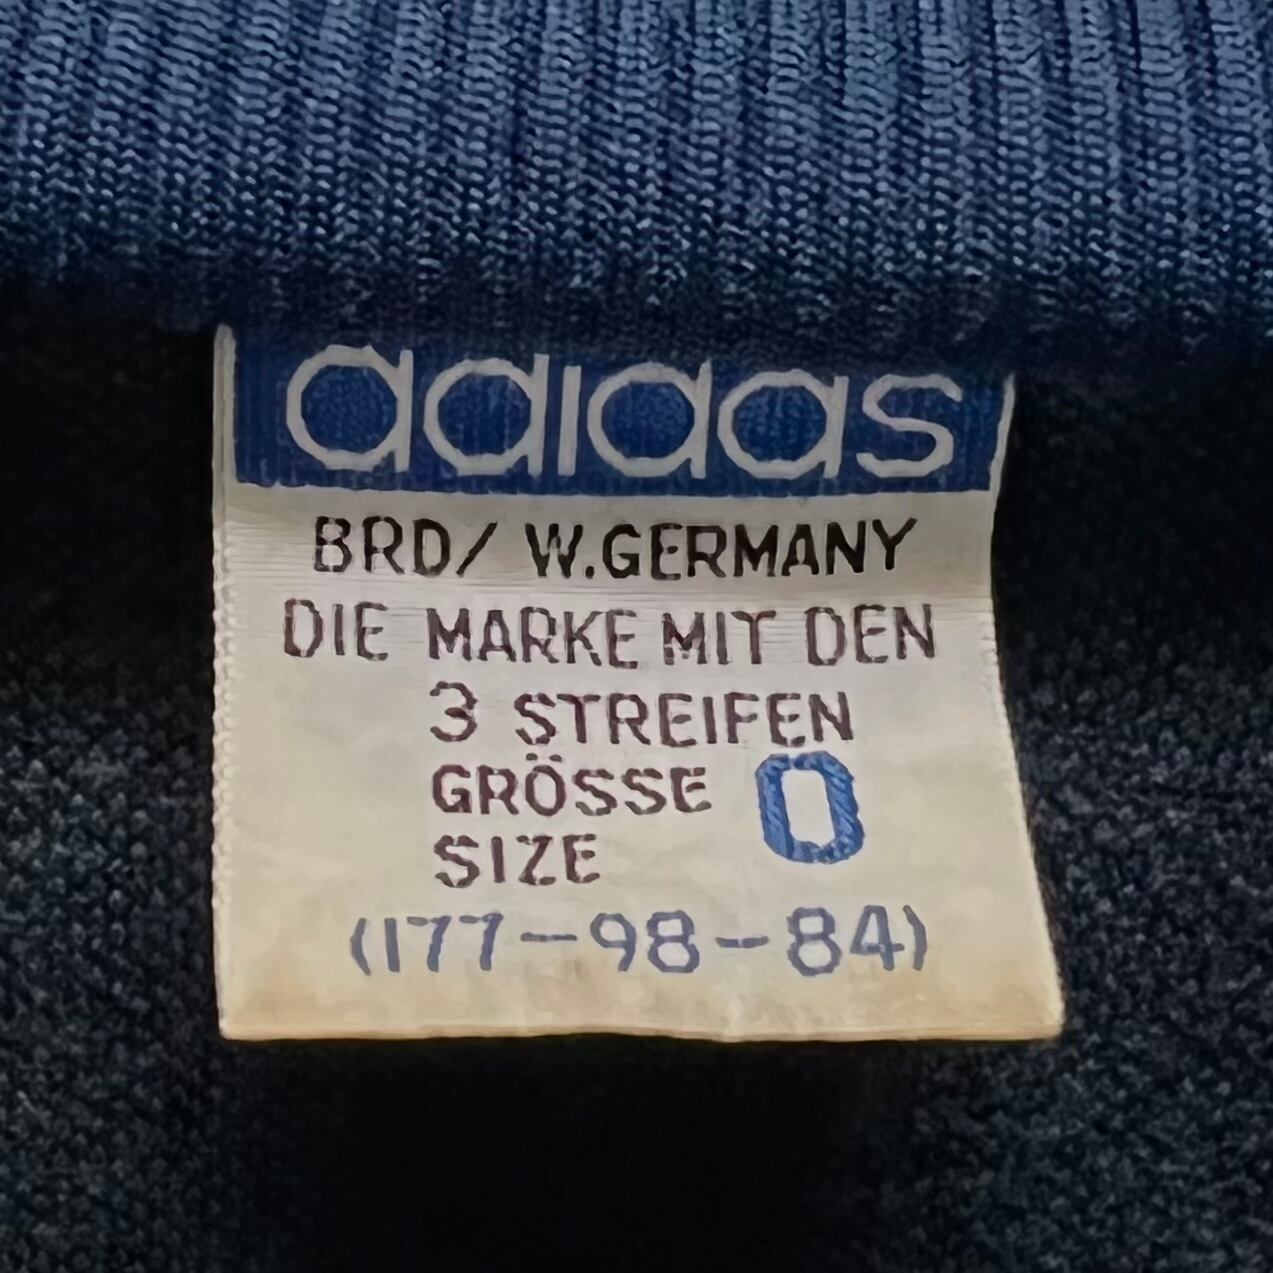 adidas
BRD/ W.GERMANY
DIE MARKE MIT DEN
3 STREIFEN
GRÖSSE 0
SIZE
(177-98-84)